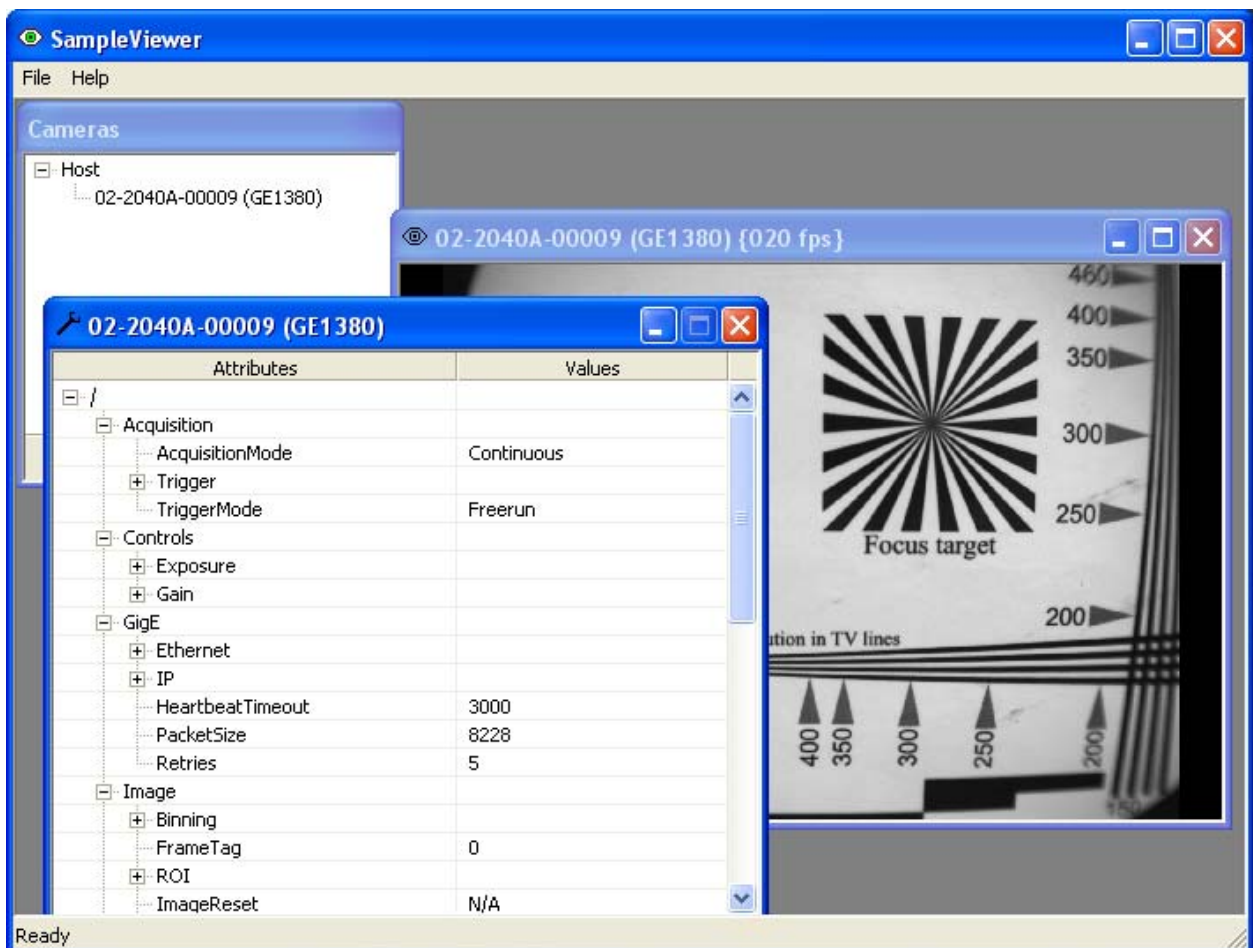 SampleViewer
File Help
Cameras
Host
02-2040A-00009 (GE1380)
02-2040A-00009 (GE1380) {020 fps}
460
400
350
300
250
Focus target
200
ution in TV lines
400 350 300 250 200
150
02-2040A-00009 (GE1380)
Attributes Values
/
Acquisition
AcquisitionMode Continuous
Trigger
TriggerMode Freerun
Controls
Exposure
Gain
GigE
Ethernet
IP
HeartbeatTimeout 3000
PacketSize 8228
Retries 5
Image
Binning
FrameTag 0
ROI
ImageReset N/A
Ready